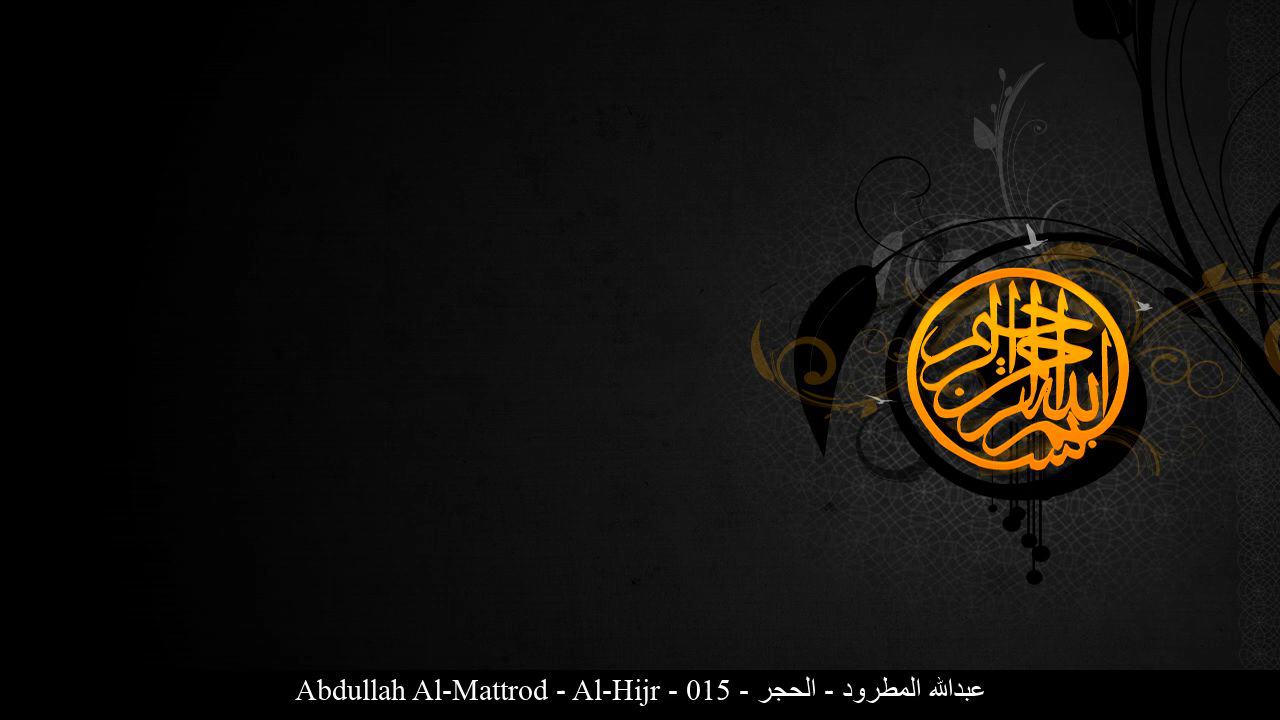 بسم الله الرحمن الرحيم
Abdullah Al-Mattrod - Al-Hijr - 015 - عبدالله المطرود - الحجر